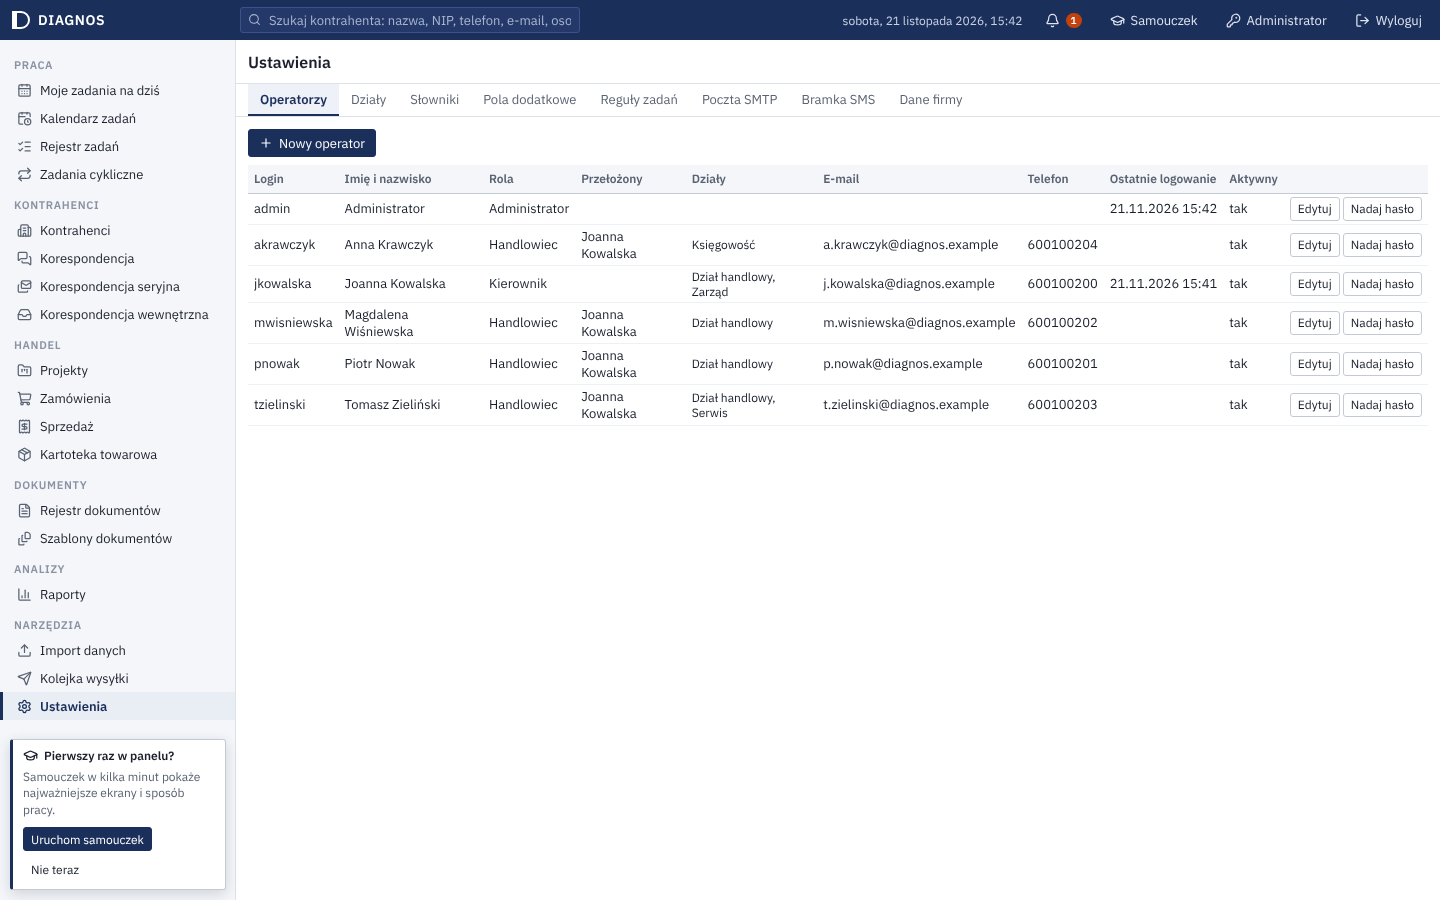 DIAGNOS
Szukaj kontrahenta: nazwa, NIP, telefon, e-mail, oso
sobota, 21 listopada 2026, 15:42
1
Samouczek
Administrator
Wyloguj
PRACA
Moje zadania na dziś
Kalendarz zadań
Rejestr zadań
Zadania cykliczne
KONTRAHENCI
Kontrahenci
Korespondencja
Korespondencja seryjna
Korespondencja wewnętrzna
HANDEL
Projekty
Zamówienia
Sprzedaż
Kartoteka towarowa
DOKUMENTY
Rejestr dokumentów
Szablony dokumentów
ANALIZY
Raporty
NARZĘDZIA
Import danych
Kolejka wysyłki
Ustawienia
Pierwszy raz w panelu?
Samouczek w kilka minut pokaże
najważniejsze ekrany i sposób
pracy.
Uruchom samouczek
Nie teraz
Ustawienia
Operatorzy Działy Słowniki Pola dodatkowe Reguły zadań Poczta SMTP Bramka SMS Dane firmy
Nowy operator
Login Imię i nazwisko Rola Przełożony Działy E-mail Telefon Ostatnie logowanie Aktywny
admin Administrator Administrator 21.11.2026 15:42 tak Edytuj Nadaj hasło
akrawczyk Anna Krawczyk Handlowiec Joanna Kowalska Księgowość a.krawczyk@diagnos.example 600100204 tak Edytuj Nadaj hasło
jkowalska Joanna Kowalska Kierownik Dział handlowy, Zarząd j.kowalska@diagnos.example 600100200 21.11.2026 15:41 tak Edytuj Nadaj hasło
mwisniewska Magdalena Wiśniewska Handlowiec Joanna Kowalska Dział handlowy m.wisniewska@diagnos.example 600100202 tak Edytuj Nadaj hasło
pnowak Piotr Nowak Handlowiec Joanna Kowalska Dział handlowy p.nowak@diagnos.example 600100201 tak Edytuj Nadaj hasło
tzielinski Tomasz Zieliński Handlowiec Joanna Kowalska Dział handlowy, Serwis t.zielinski@diagnos.example 600100203 tak Edytuj Nadaj hasło